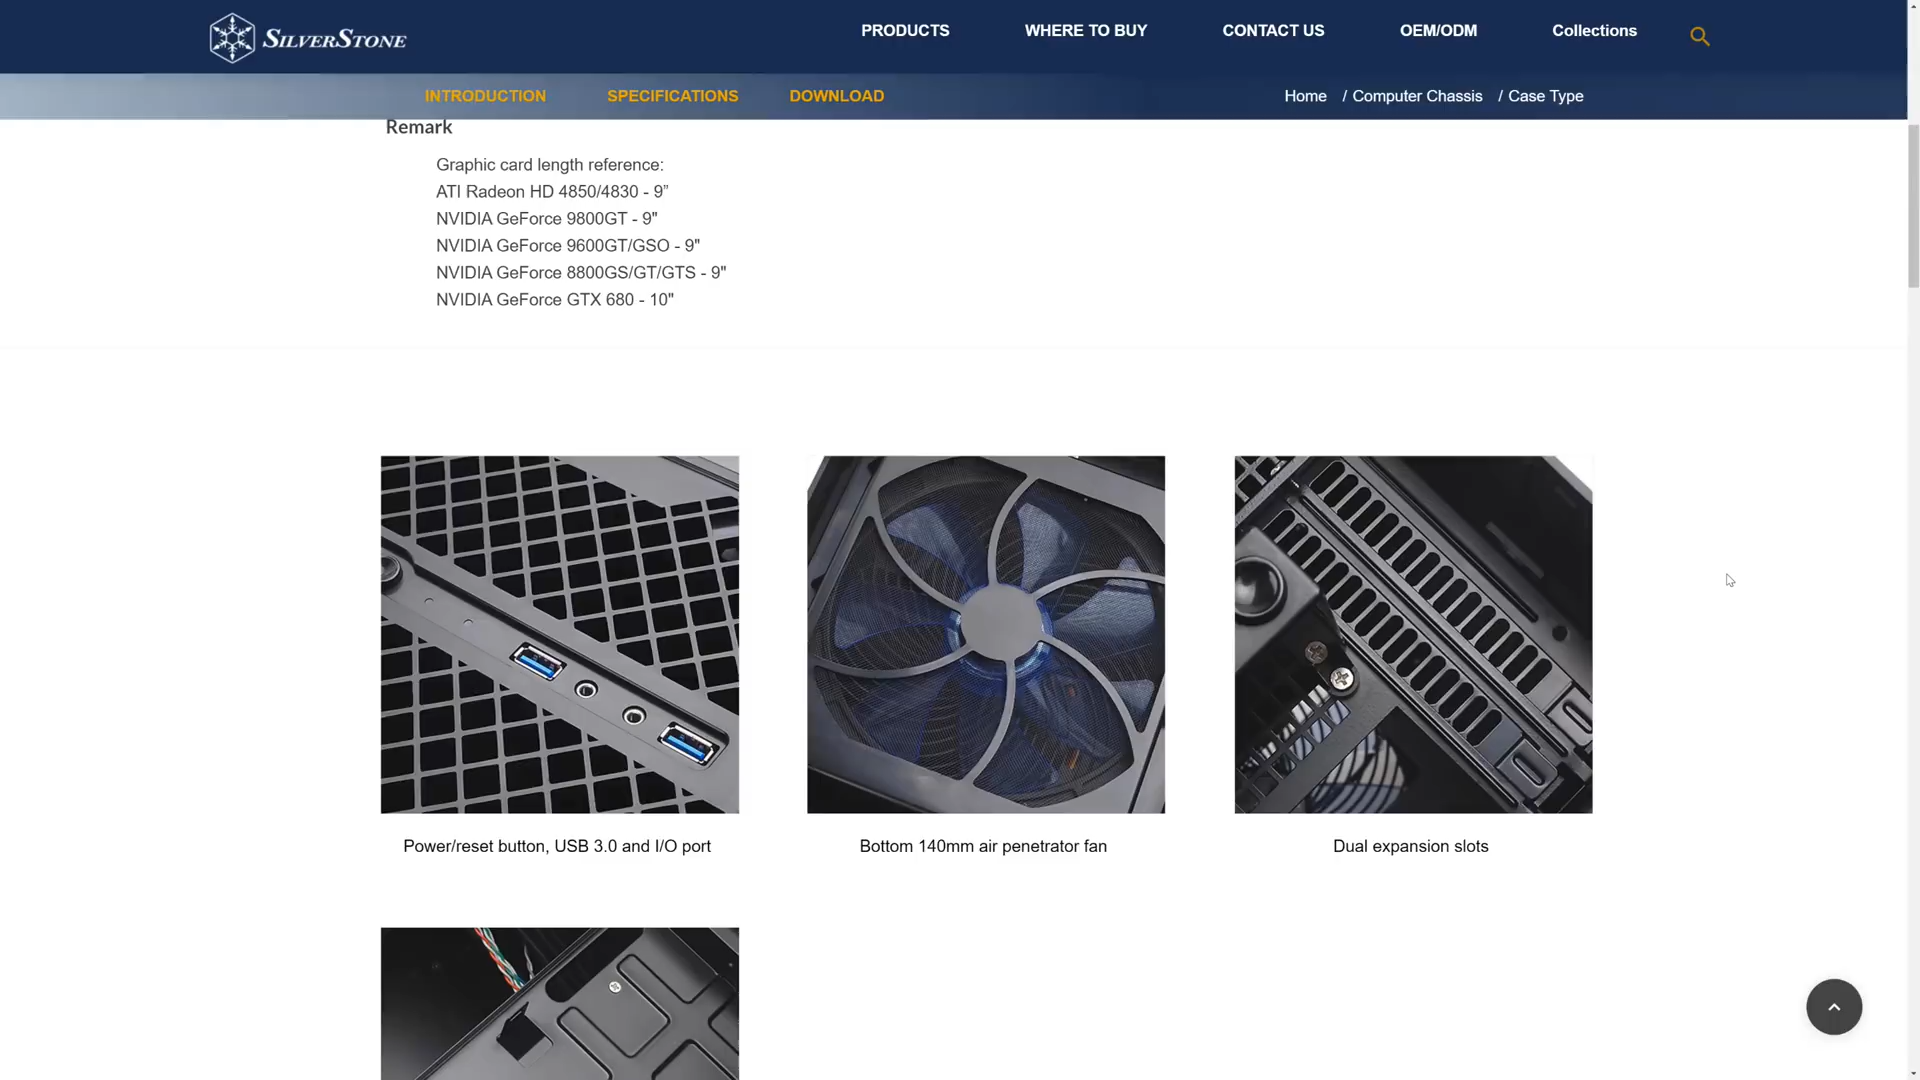 SILVERSTONE
PRODUCTS
WHERE TO BUY
CONTACT US
OEM/ODM
Collections
INTRODUCTION
SPECIFICATIONS
DOWNLOAD
Home / Computer Chassis / Case Type
Remark
Graphic card length reference:
ATI Radeon HD 4850/4830 - 9”
NVIDIA GeForce 9800GT - 9"
NVIDIA GeForce 9600GT/GSO - 9"
NVIDIA GeForce 8800GS/GT/GTS - 9"
NVIDIA GeForce GTX 680 - 10"
Power/reset button, USB 3.0 and I/O port
Bottom 140mm air penetrator fan
Dual expansion slots